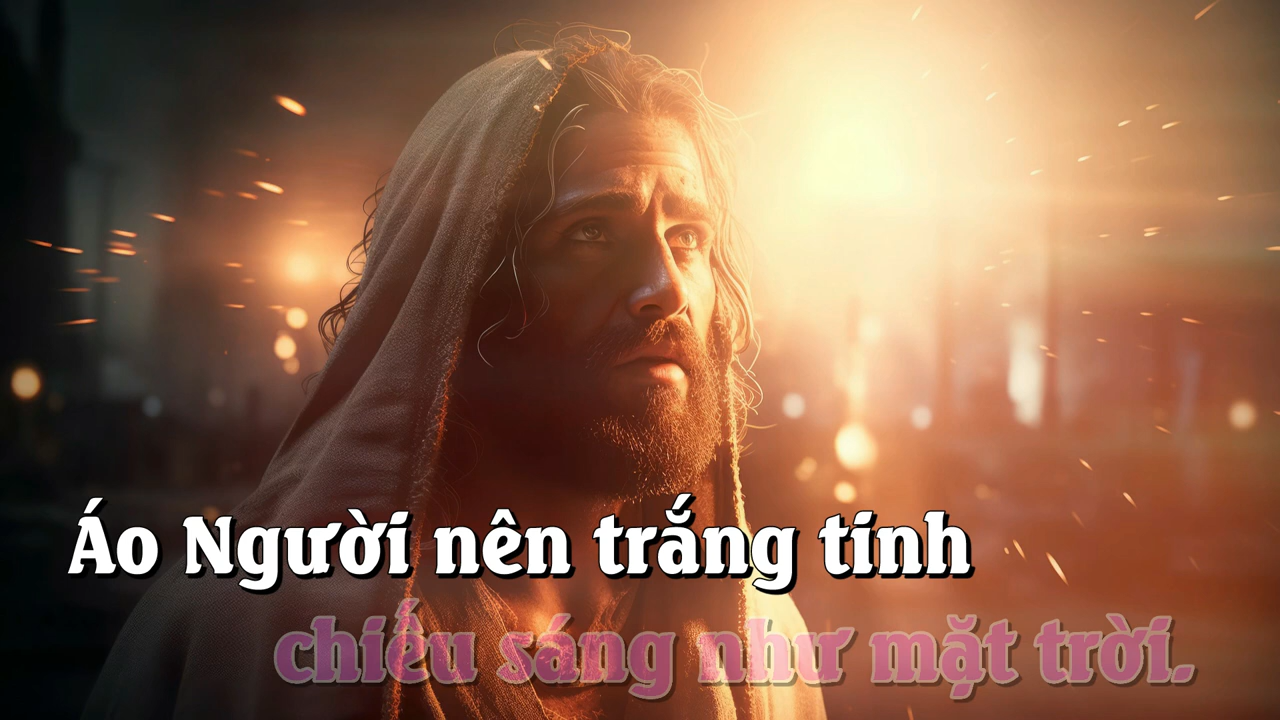 Áo Người nên trắng tinh
chiếu sáng như mặt trời.